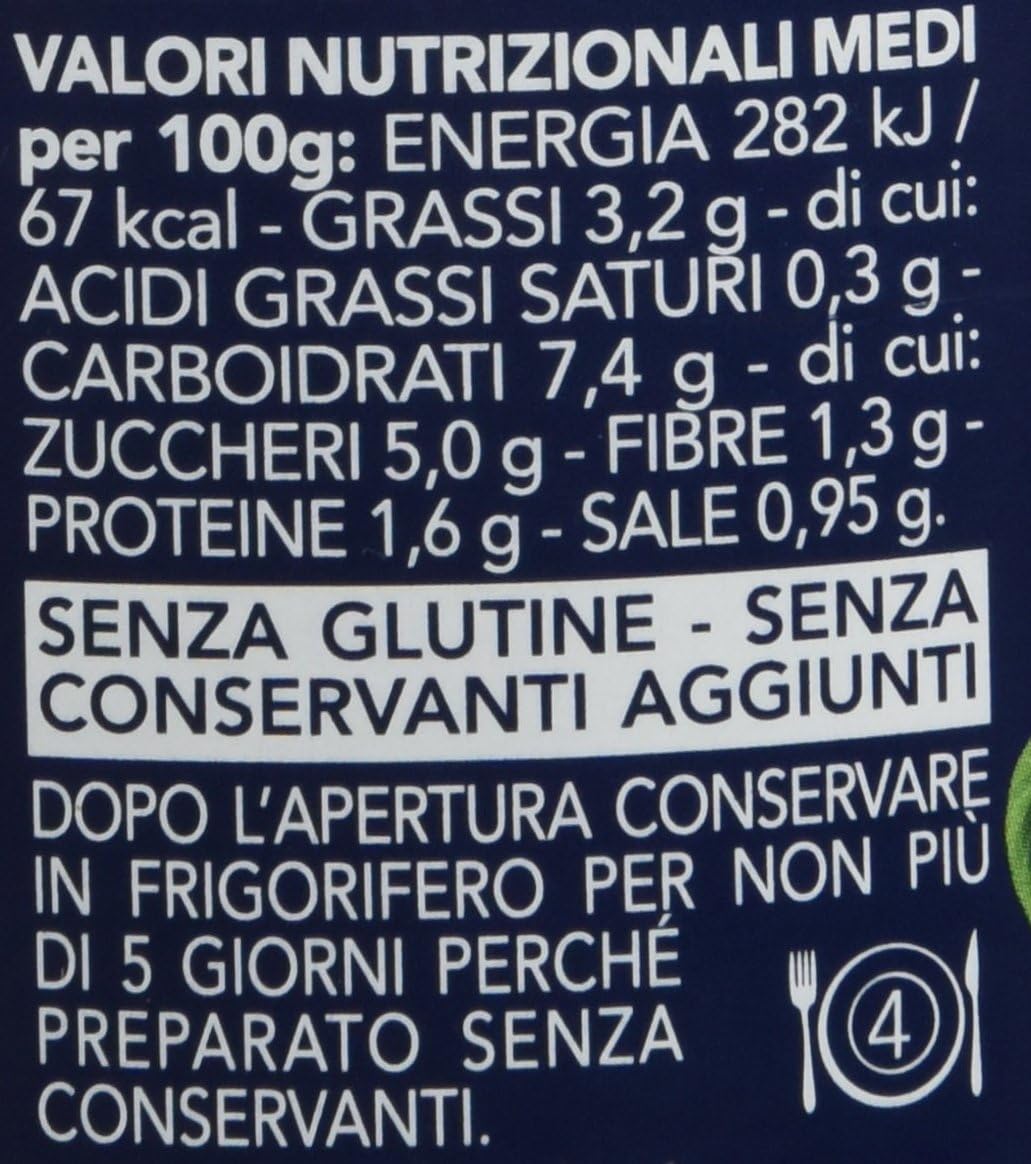 VALORI NUTRIZIONALI MEDI
per 100g: ENERGIA 282 kJ /
67 kcal - GRASSI 3,2 g - di cui:
ACIDI GRASSI SATURI 0,3 g -
CARBOIDRATI 7,4 g - di cui:
ZUCCHERI 5,0 g - FIBRE 1,3 g -
PROTEINE 1,6 g - SALE 0,95 g.
SENZA GLUTINE - SENZA
CONSERVANTI AGGIUNTI
DOPO L'APERTURA CONSERVARE
IN FRIGORIFERO PER NON PIÙ
DI 5 GIORNI PERCHÉ
PREPARATO SENZA
CONSERVANTI.
4